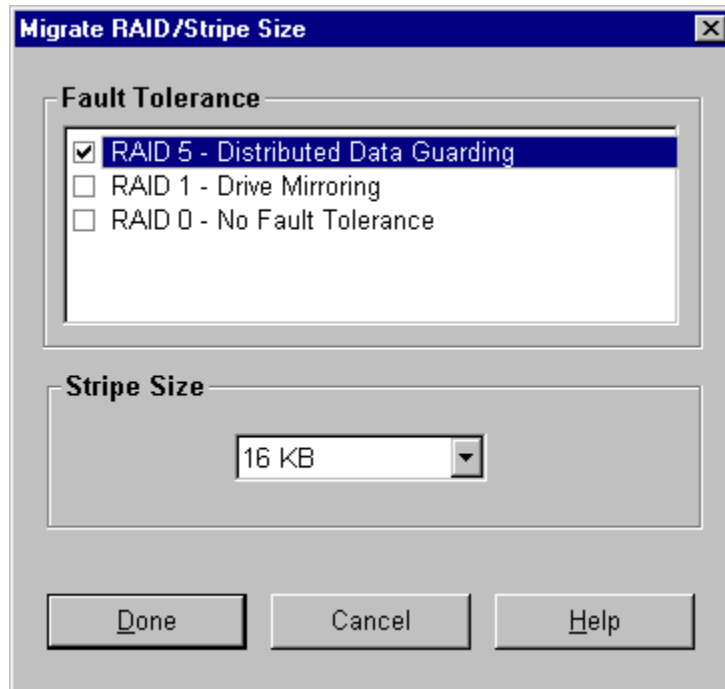 Migrate RAID/Stripe Size
Fault Tolerance
RAID 5 - Distributed Data Guarding
RAID 1 - Drive Mirroring
RAID 0 - No Fault Tolerance
Stripe Size
16 KB
Done Cancel Help